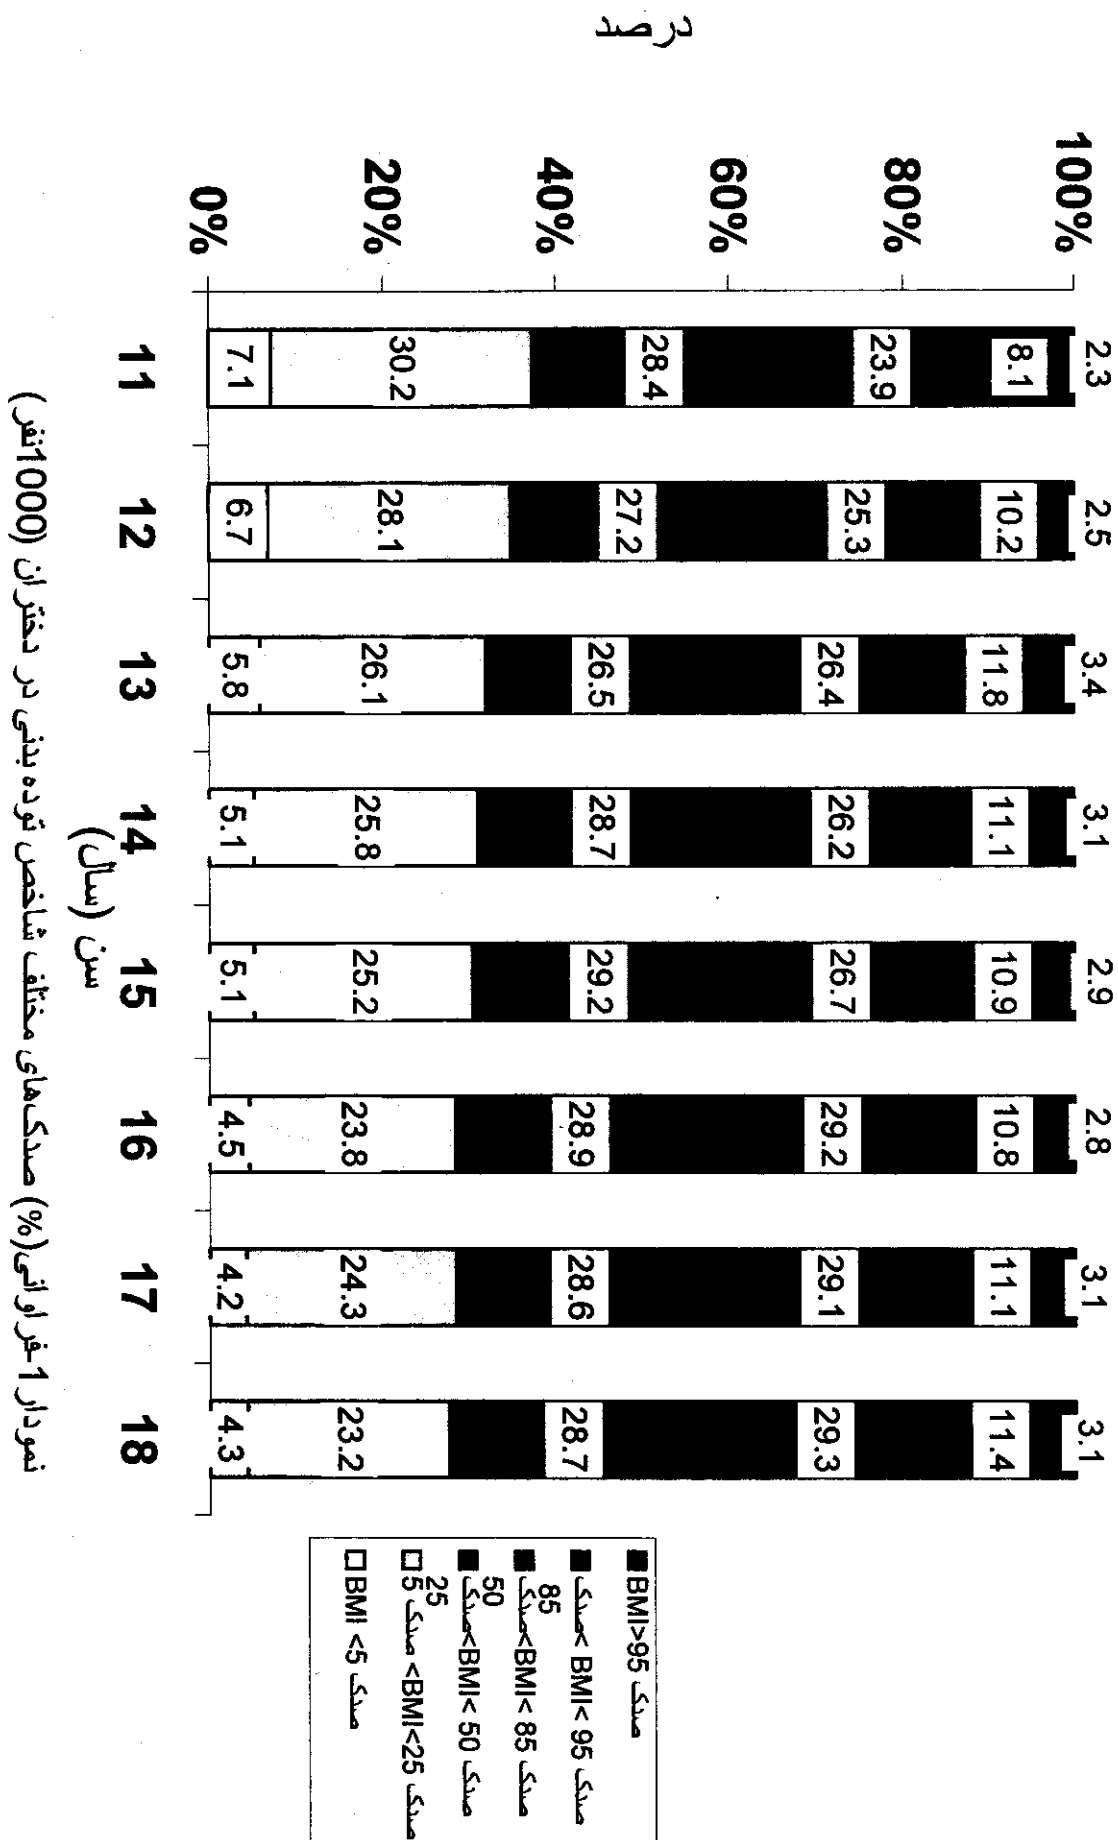 درصد
100%
80%
60%
40%
20%
0%
2.3 2.5 3.4 3.1 2.9 2.8 3.1 3.1
8.1 10.2 11.8 11.1 10.9 10.8 11.1 11.4
23.9 25.3 26.4 26.2 26.7 29.2 29.1 29.3
28.4 27.2 26.5 28.7 29.2 28.9 28.6 28.7
30.2 28.1 26.1 25.8 25.2 23.8 24.3 23.2
7.1 6.7 5.8 5.1 5.1 4.5 4.2 4.3
11 12 13 14 15 16 17 18
سن (سال)
نمودار 1-فراوانی(%) صدک‌های مختلف شاخص توده بدنی در دختران (1000نفر)
BMI>95 صدک
صدک< BMI< 95 صدک
85
صدک<BMI< 85 صدک
50
صدک<BMI< 50 صدک
25
5 صدک <BMI<25 صدک
BMI <5 صدک